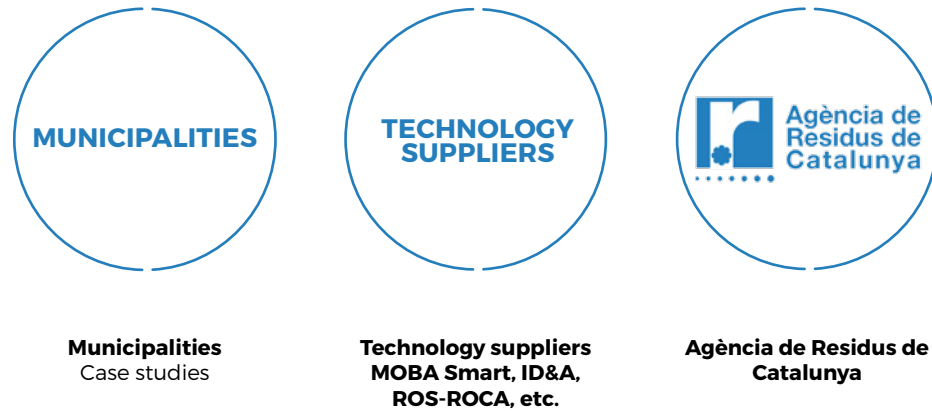 MUNICIPALITIES
TECHNOLOGY
SUPPLIERS
Agència de
Residus de
Catalunya
Municipalities
Case studies
Technology suppliers
MOBA Smart, ID&A,
ROS-ROCA, etc.
Agència de Residus de
Catalunya